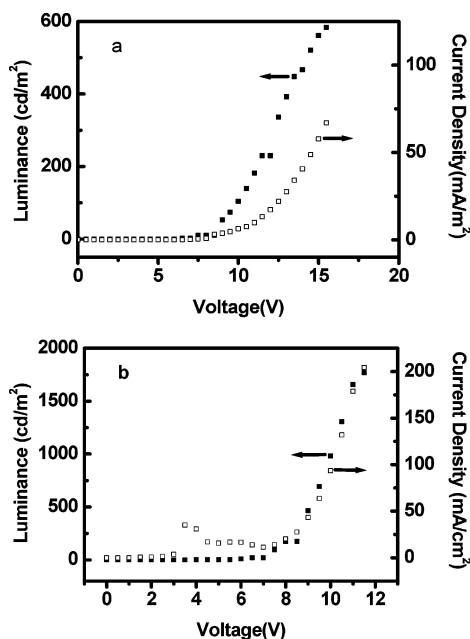 a
Luminance (cd/m²)
600
400
200
0
Current Density(mA/m²)
100
50
0
0 5 10 15 20
Voltage(V)
b
Luminance (cd/m²)
2000
1500
1000
500
0
Current Density (mA/cm²)
200
150
100
50
0
0 2 4 6 8 10 12
Voltage(V)